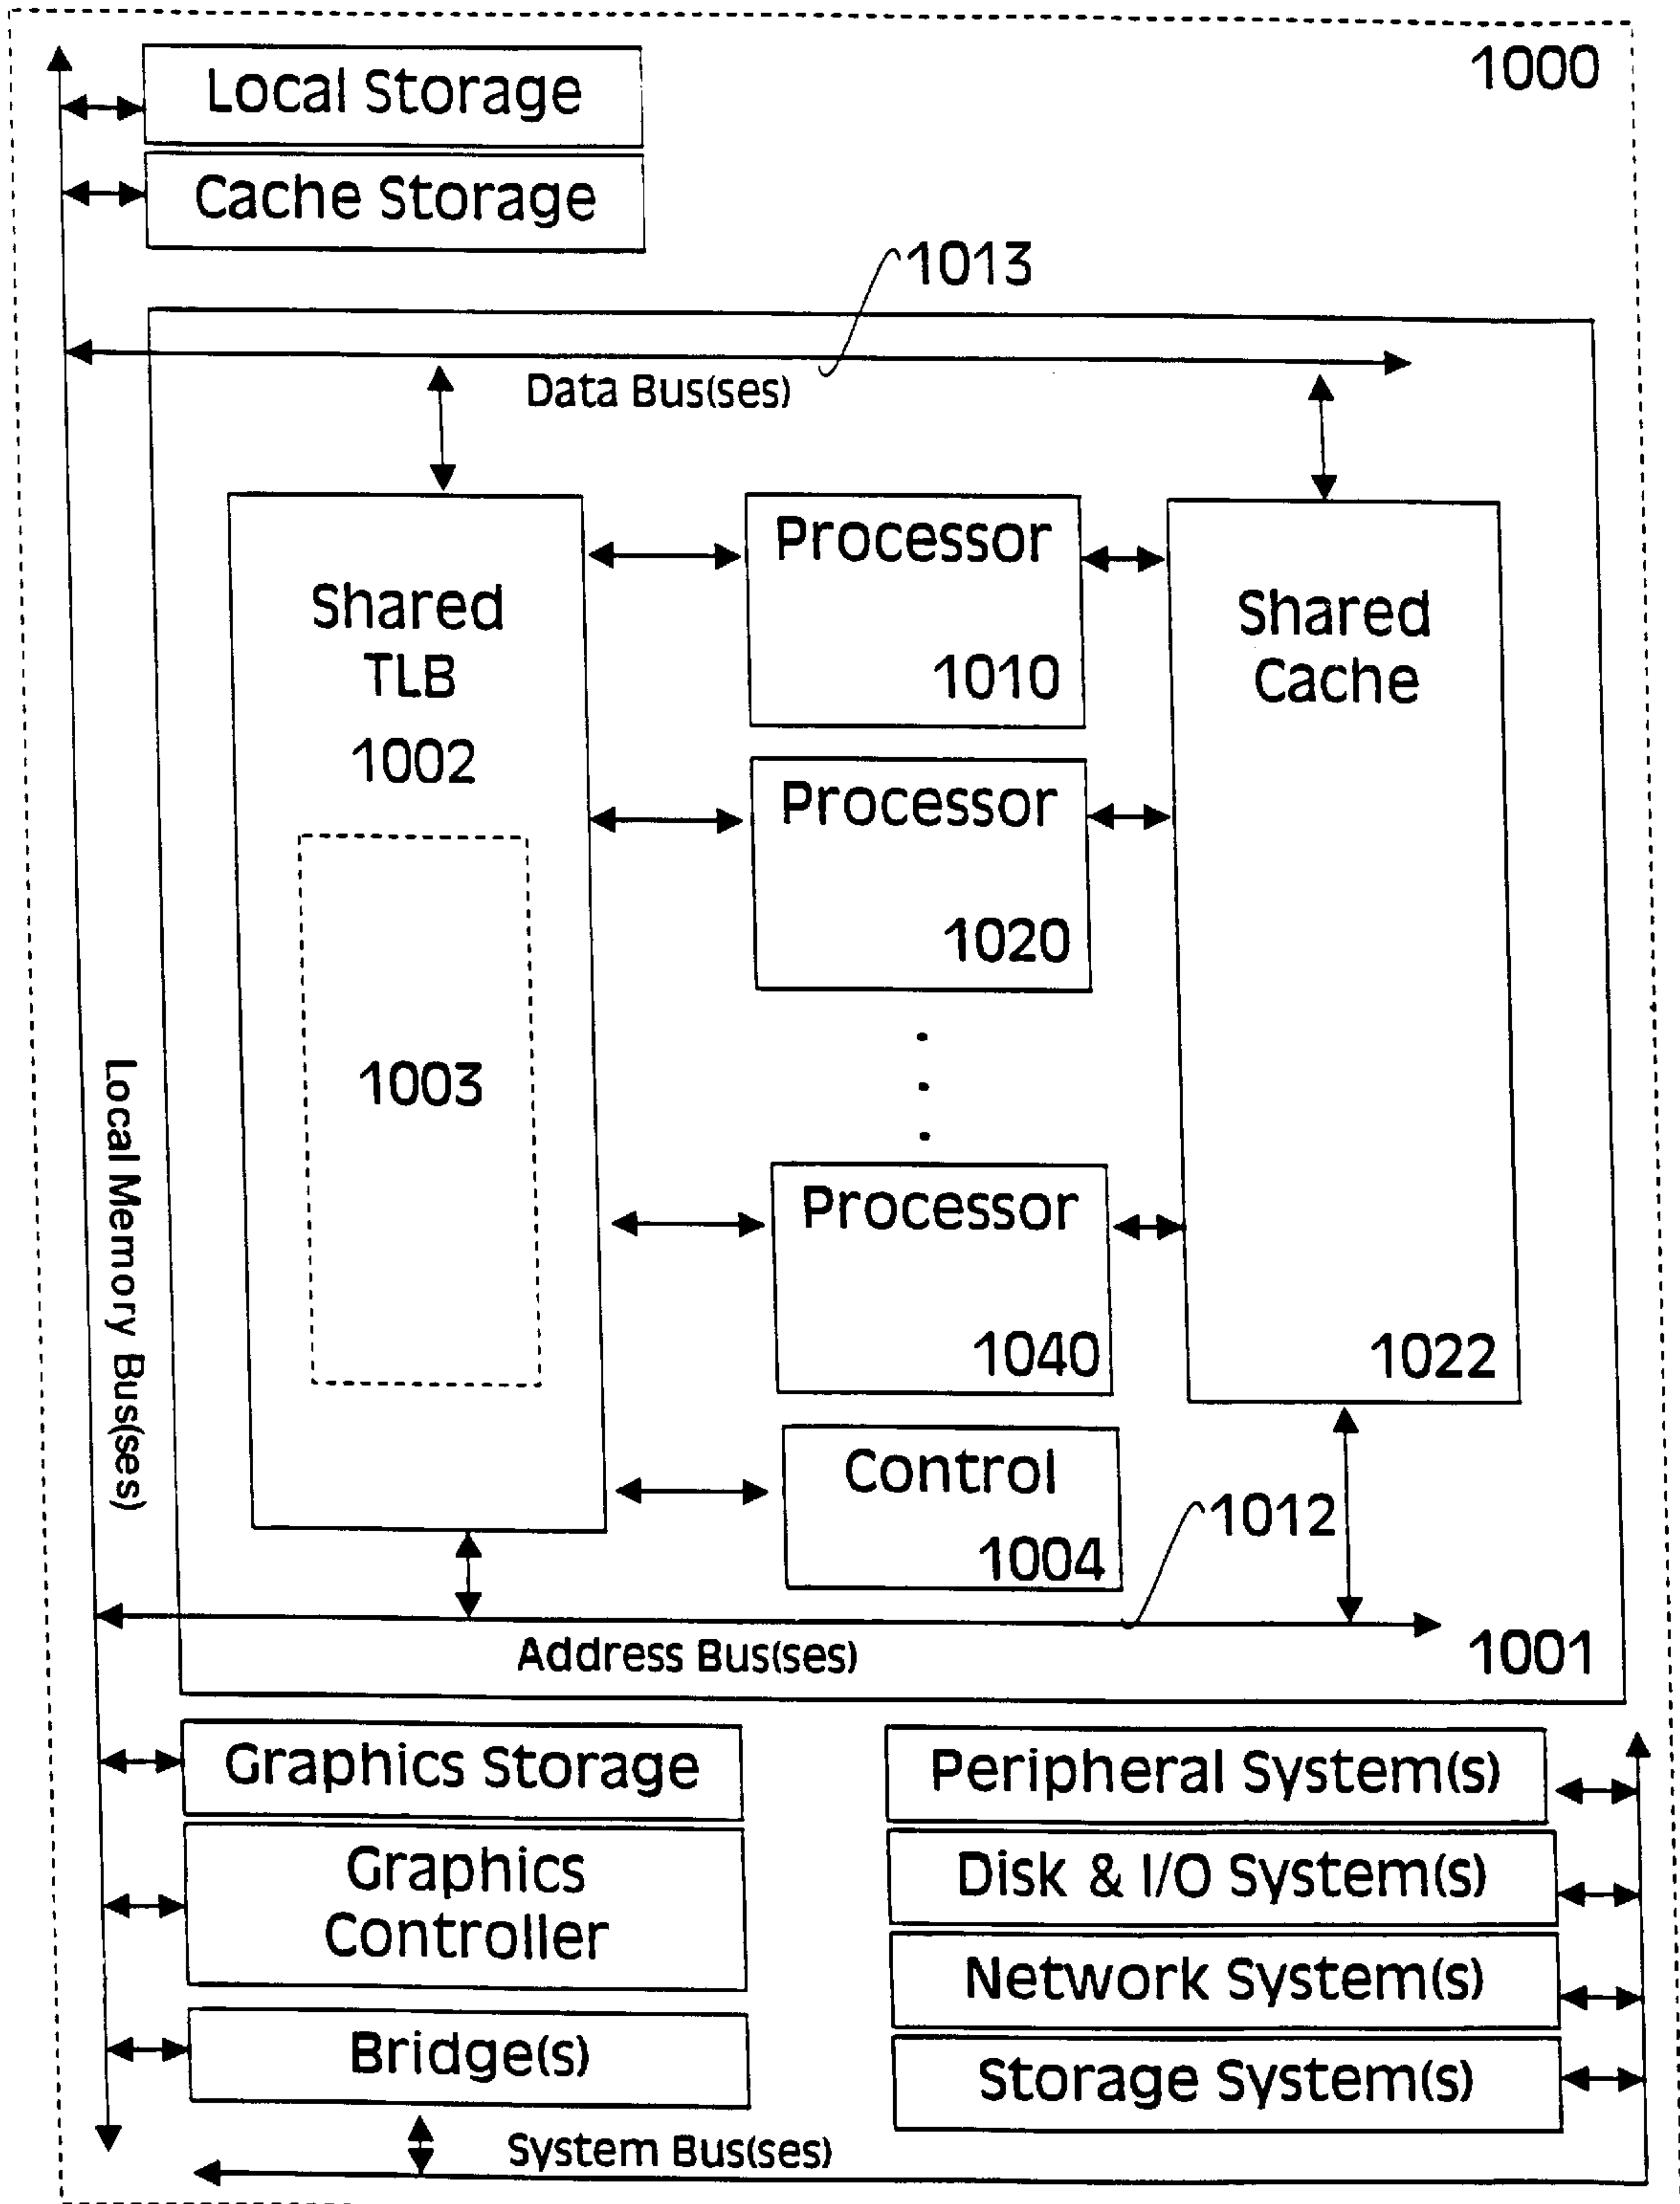 1000
Local Storage
Cache Storage
1013
Data Bus(ses)
Shared
TLB
1002
1003
Processor
1010
Processor
1020
Processor
1040
Control
1004
Shared
Cache
1022
1012
Address Bus(ses)
1001
Local Memory Bus(ses)
Graphics Storage
Graphics
Controller
Bridge(s)
Peripheral System(s)
Disk & I/O System(s)
Network System(s)
Storage System(s)
System Bus(ses)